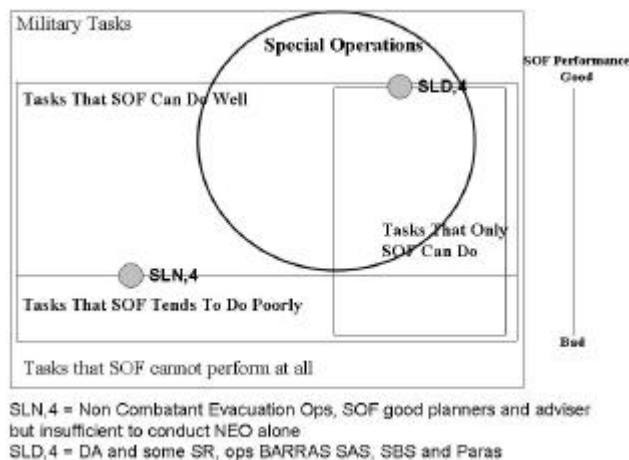 Military Tasks
Special Operations
SOF Performance
Good
Tasks That SOF Can Do Well
SLD,4
Tasks That Only
SOF Can Do
SLN,4
Tasks That SOF Tends To Do Poorly
Bad
Tasks that SOF cannot perform at all
SLN,4 = Non Combatant Evacuation Ops, SOF good planners and adviser
but insufficient to conduct NEO alone
SLD,4 = DA and some SR, ops BARRAS SAS, SBS and Paras